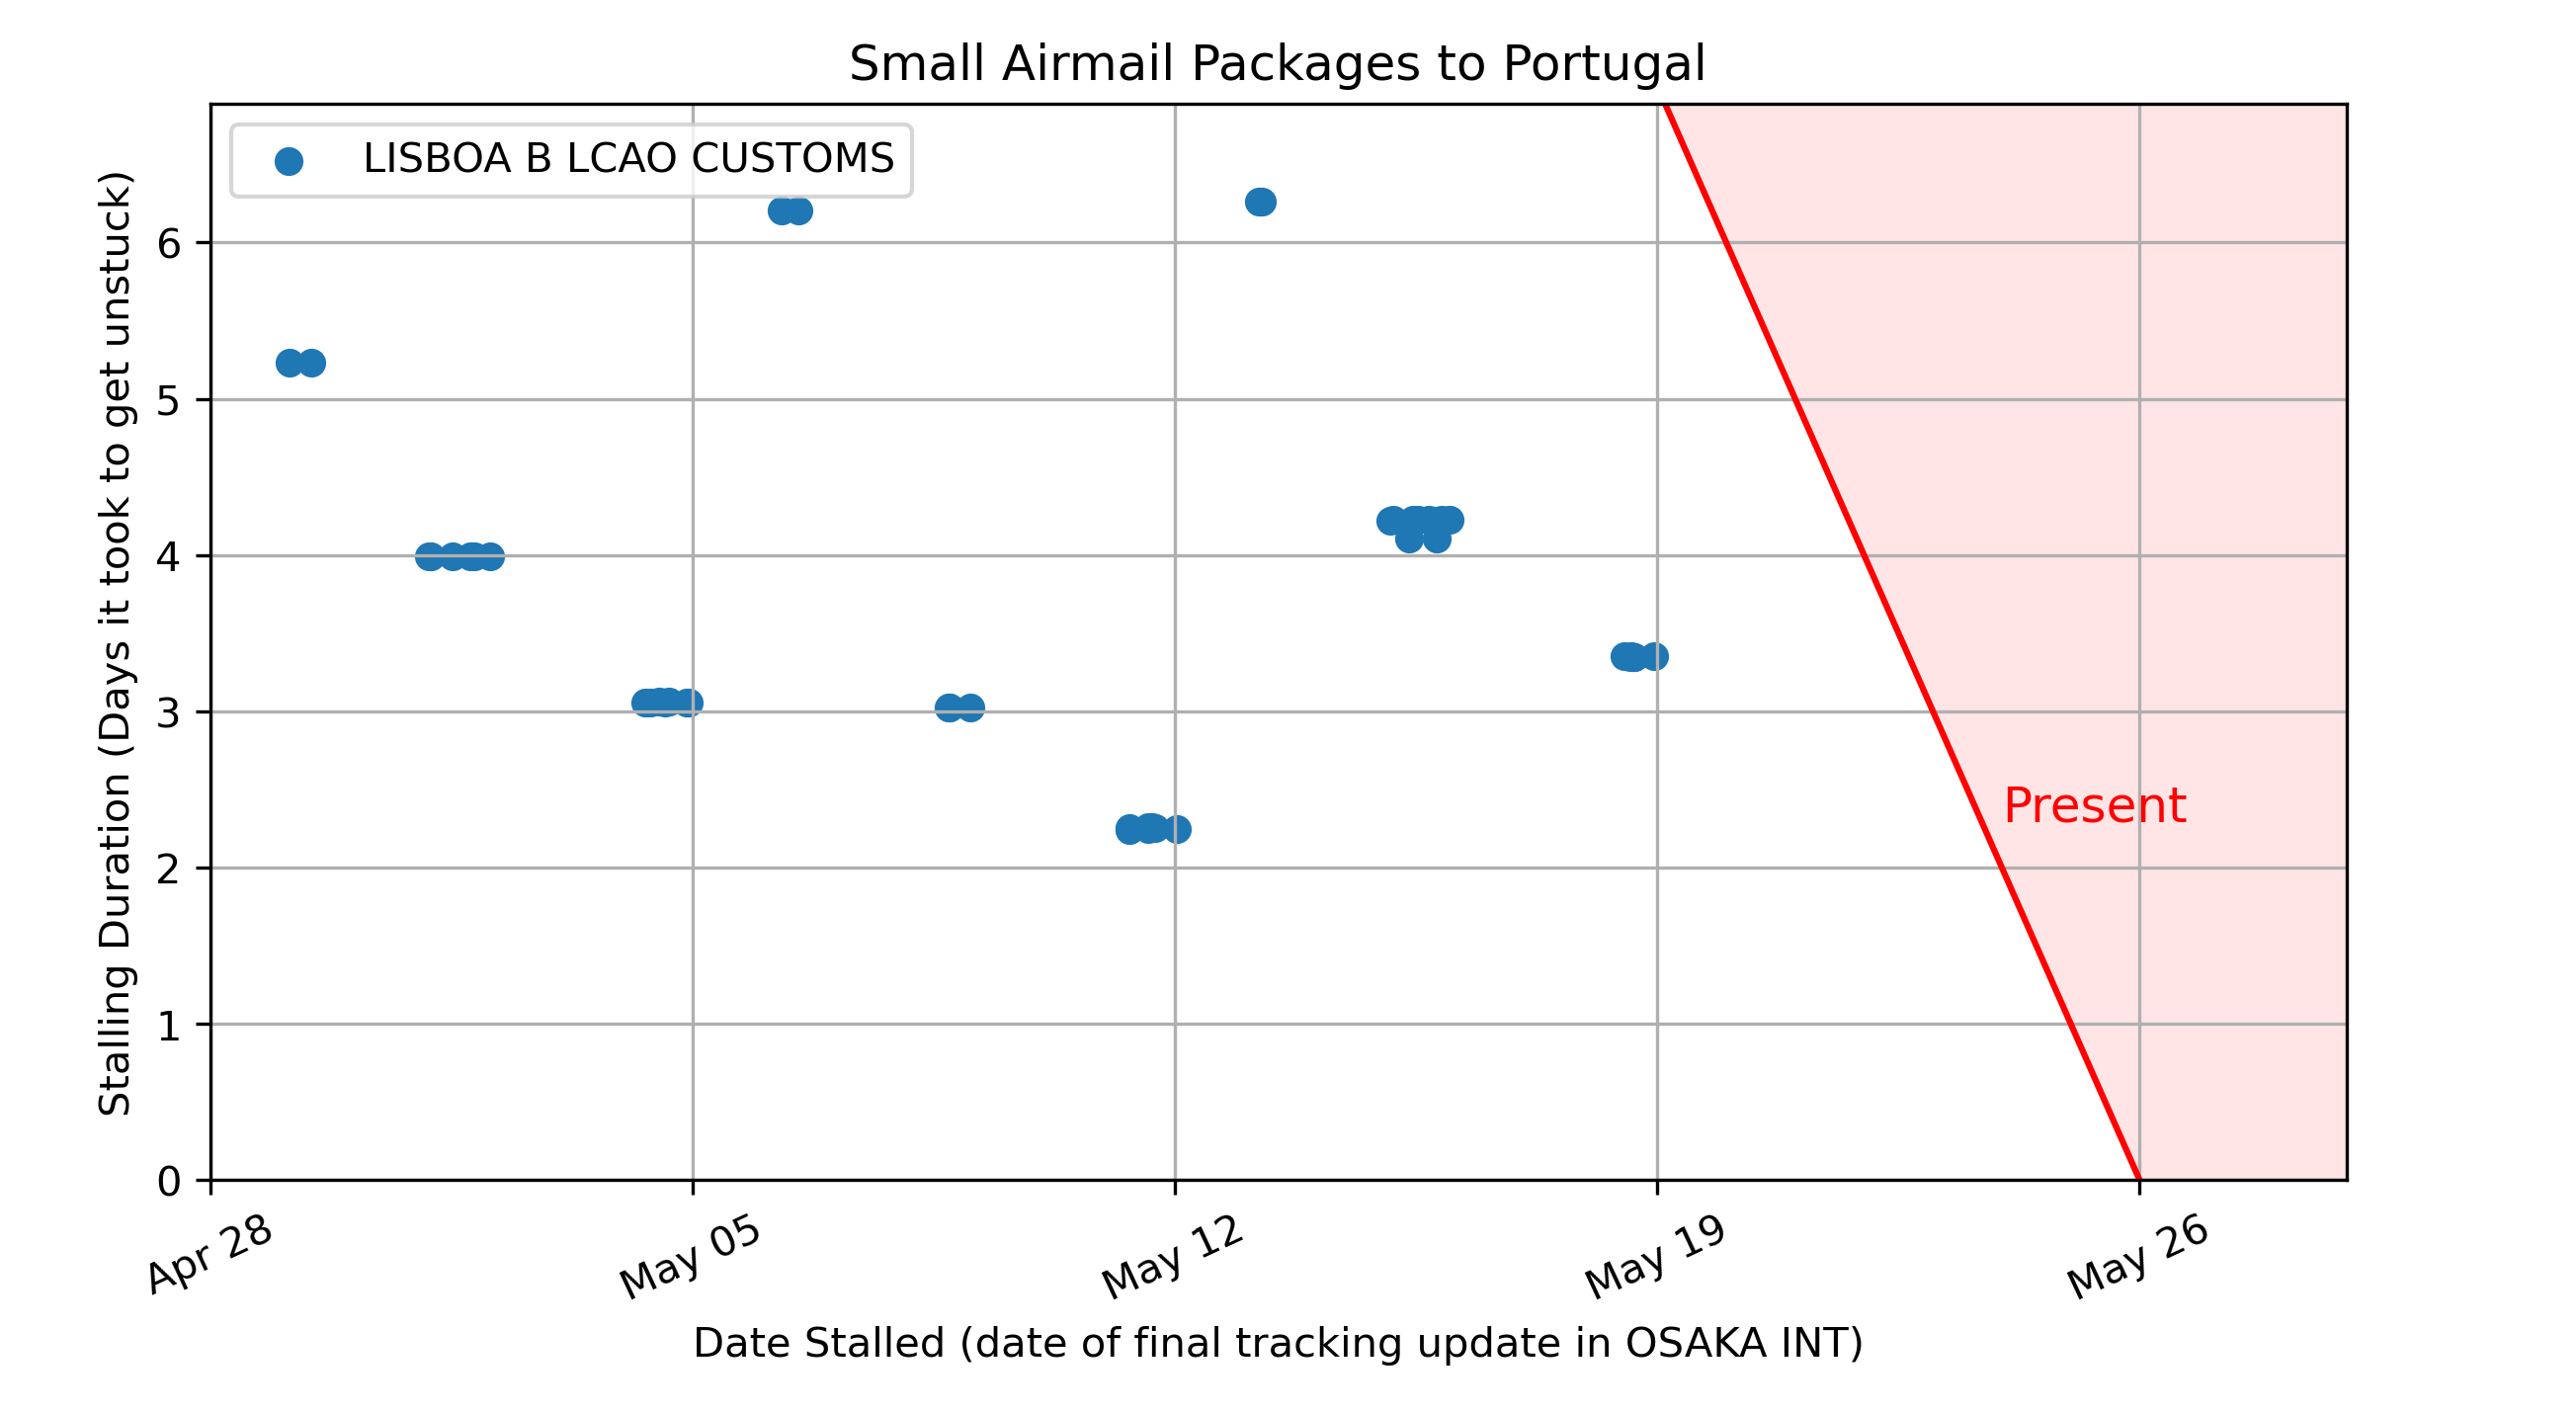 Small Airmail Packages to Portugal
LISBOA B LCAO CUSTOMS
Stalling Duration (Days it took to get unstuck)
6
5
4
3
2
1
0
Present
Apr 28
May 05
May 12
May 19
May 26
Date Stalled (date of final tracking update in OSAKA INT)